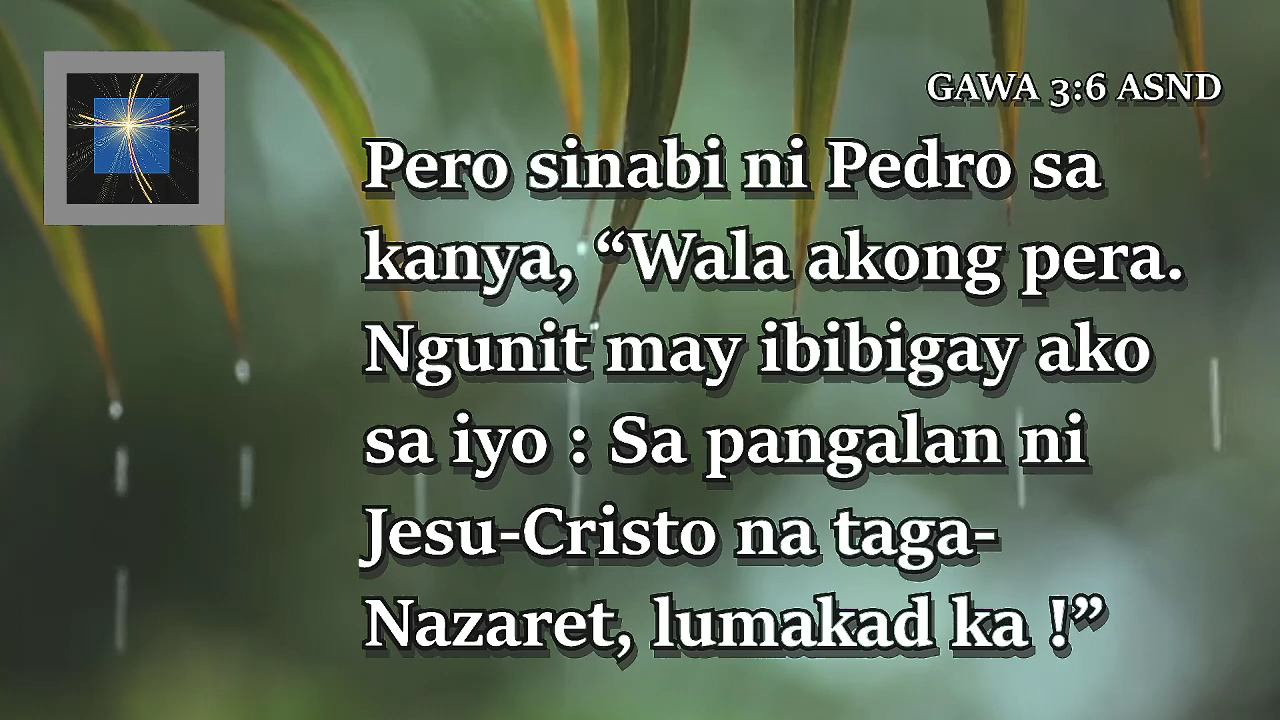 GAWA 3:6 ASND
Pero sinabi ni Pedro sa
kanya, “Wala akong pera.
Ngunit may ibibigay ako
sa iyo : Sa pangalan ni
Jesu-Cristo na taga-
Nazaret, lumakad ka !”